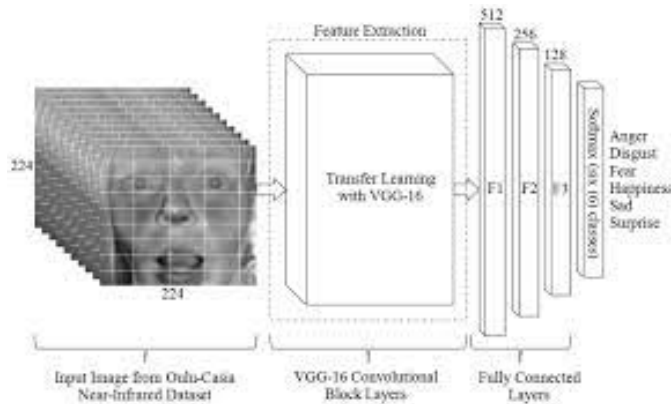 512
Feature Extraction
256
128
224
Transfer Learning
with VGG-16
F1
F2
F3
Softmax (six (6) classes)
Anger
Disgust
Fear
Happiness
Sad
Surprise
224
Input Image from Oulu-Casia
Near-Infrared Dataset
VGG-16 Convolutional
Block Layers
Fully Connected
Layers